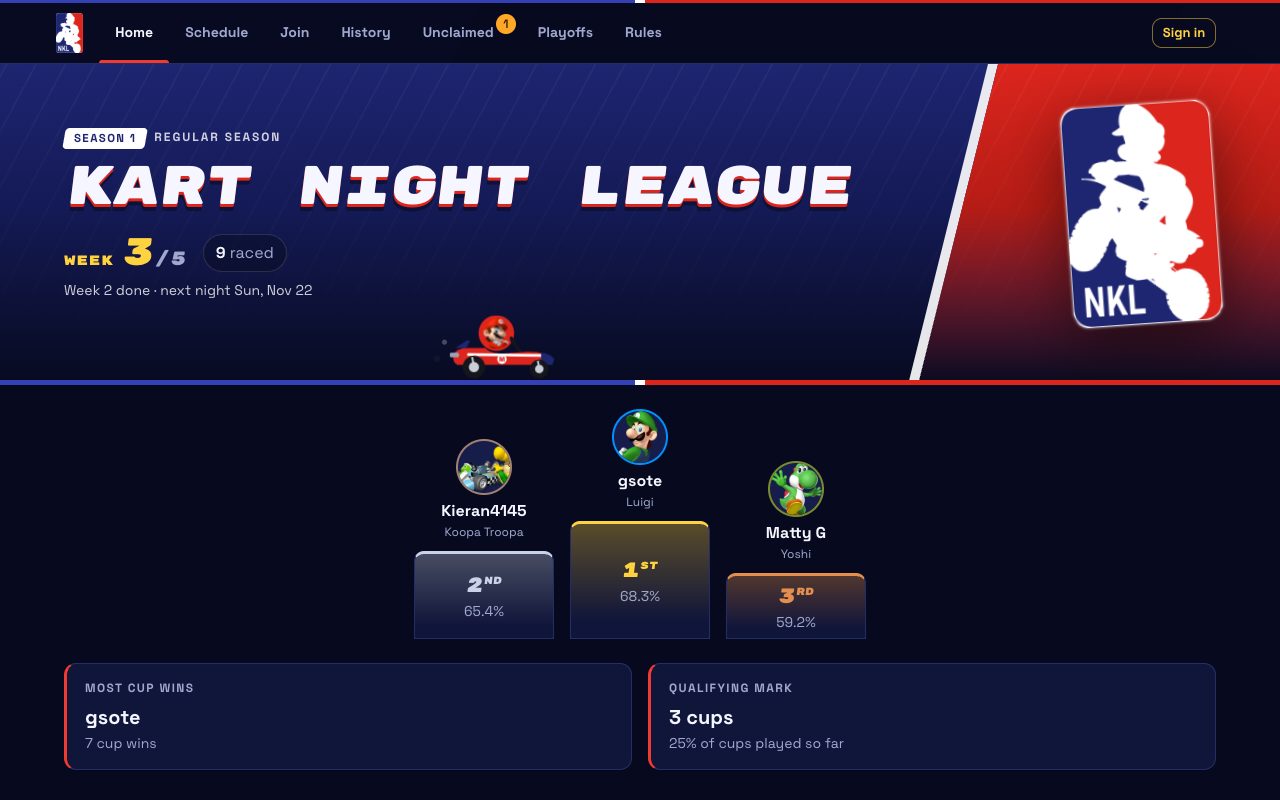 NKL
Home
Schedule
Join
History
Unclaimed 1
Playoffs
Rules
Sign in
SEASON 1 REGULAR SEASON
KART NIGHT LEAGUE
WEEK 3/5 9 raced
Week 2 done · next night Sun, Nov 22
NKL
M
gsote
Luigi
Kieran4145
Koopa Troopa
Matty G
Yoshi
1ST
68.3%
2ND
65.4%
3RD
59.2%
MOST CUP WINS
gsote
7 cup wins
QUALIFYING MARK
3 cups
25% of cups played so far